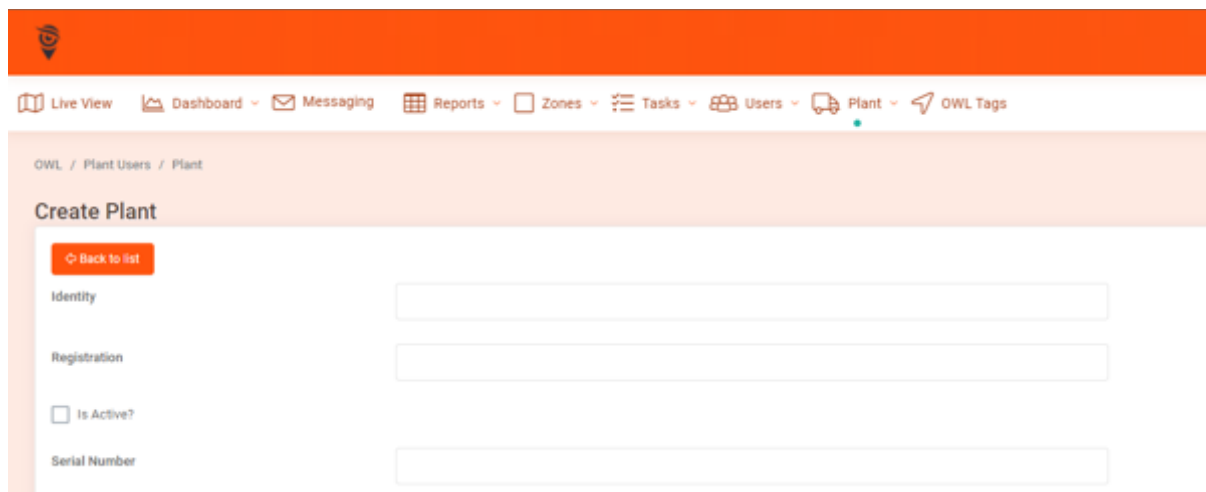 Live View Dashboard Messaging Reports Zones Tasks Users Plant OWL Tags
OWL / Plant Users / Plant
Create Plant
Back to list
Identity
Registration
Is Active?
Serial Number